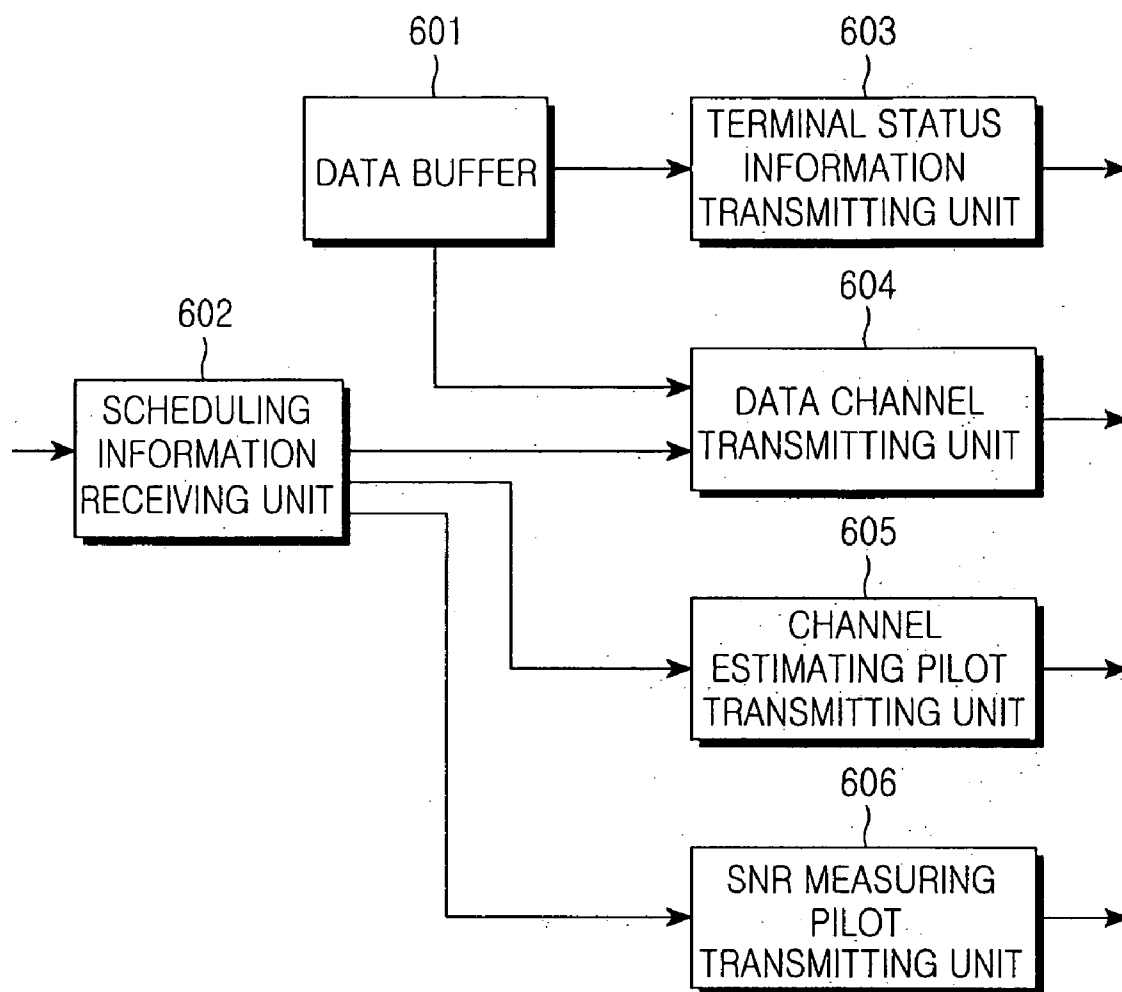 601
DATA BUFFER
603
TERMINAL STATUS
INFORMATION
TRANSMITTING UNIT
602
SCHEDULING
INFORMATION
RECEIVING UNIT
604
DATA CHANNEL
TRANSMITTING UNIT
605
CHANNEL
ESTIMATING PILOT
TRANSMITTING UNIT
606
SNR MEASURING
PILOT
TRANSMITTING UNIT